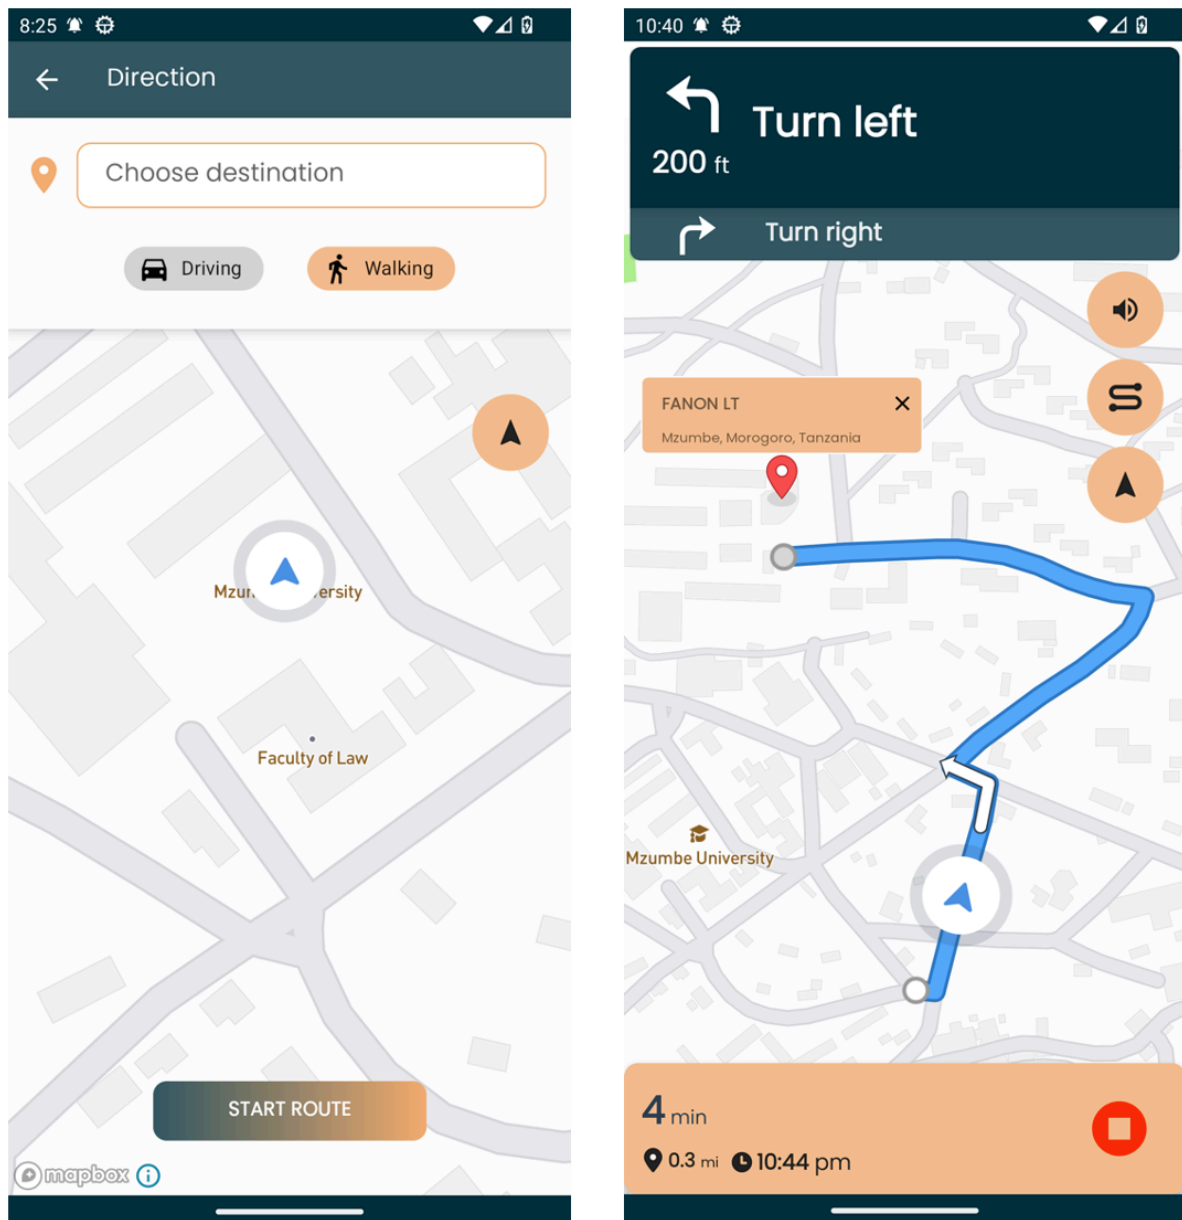 8:25
Direction
Choose destination
Driving
Walking
Faculty of Law
START ROUTE
mapbox
10:40
Turn left
200 ft
Turn right
FANON LT
Mzumbe, Morogoro, Tanzania
Mzumbe University
4 min
0.3 mi 10:44 pm